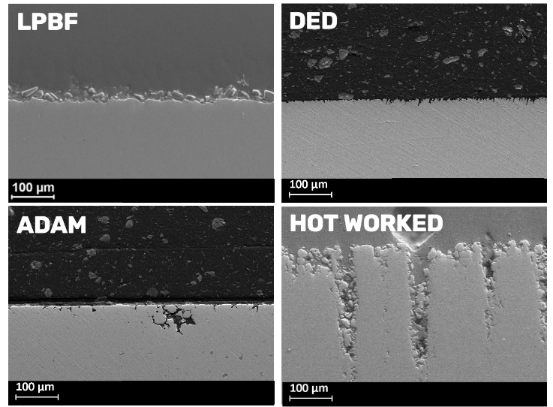 LPBF
DED
100 µm
100 µm
ADAM
HOT WORKED
100 µm
100 µm